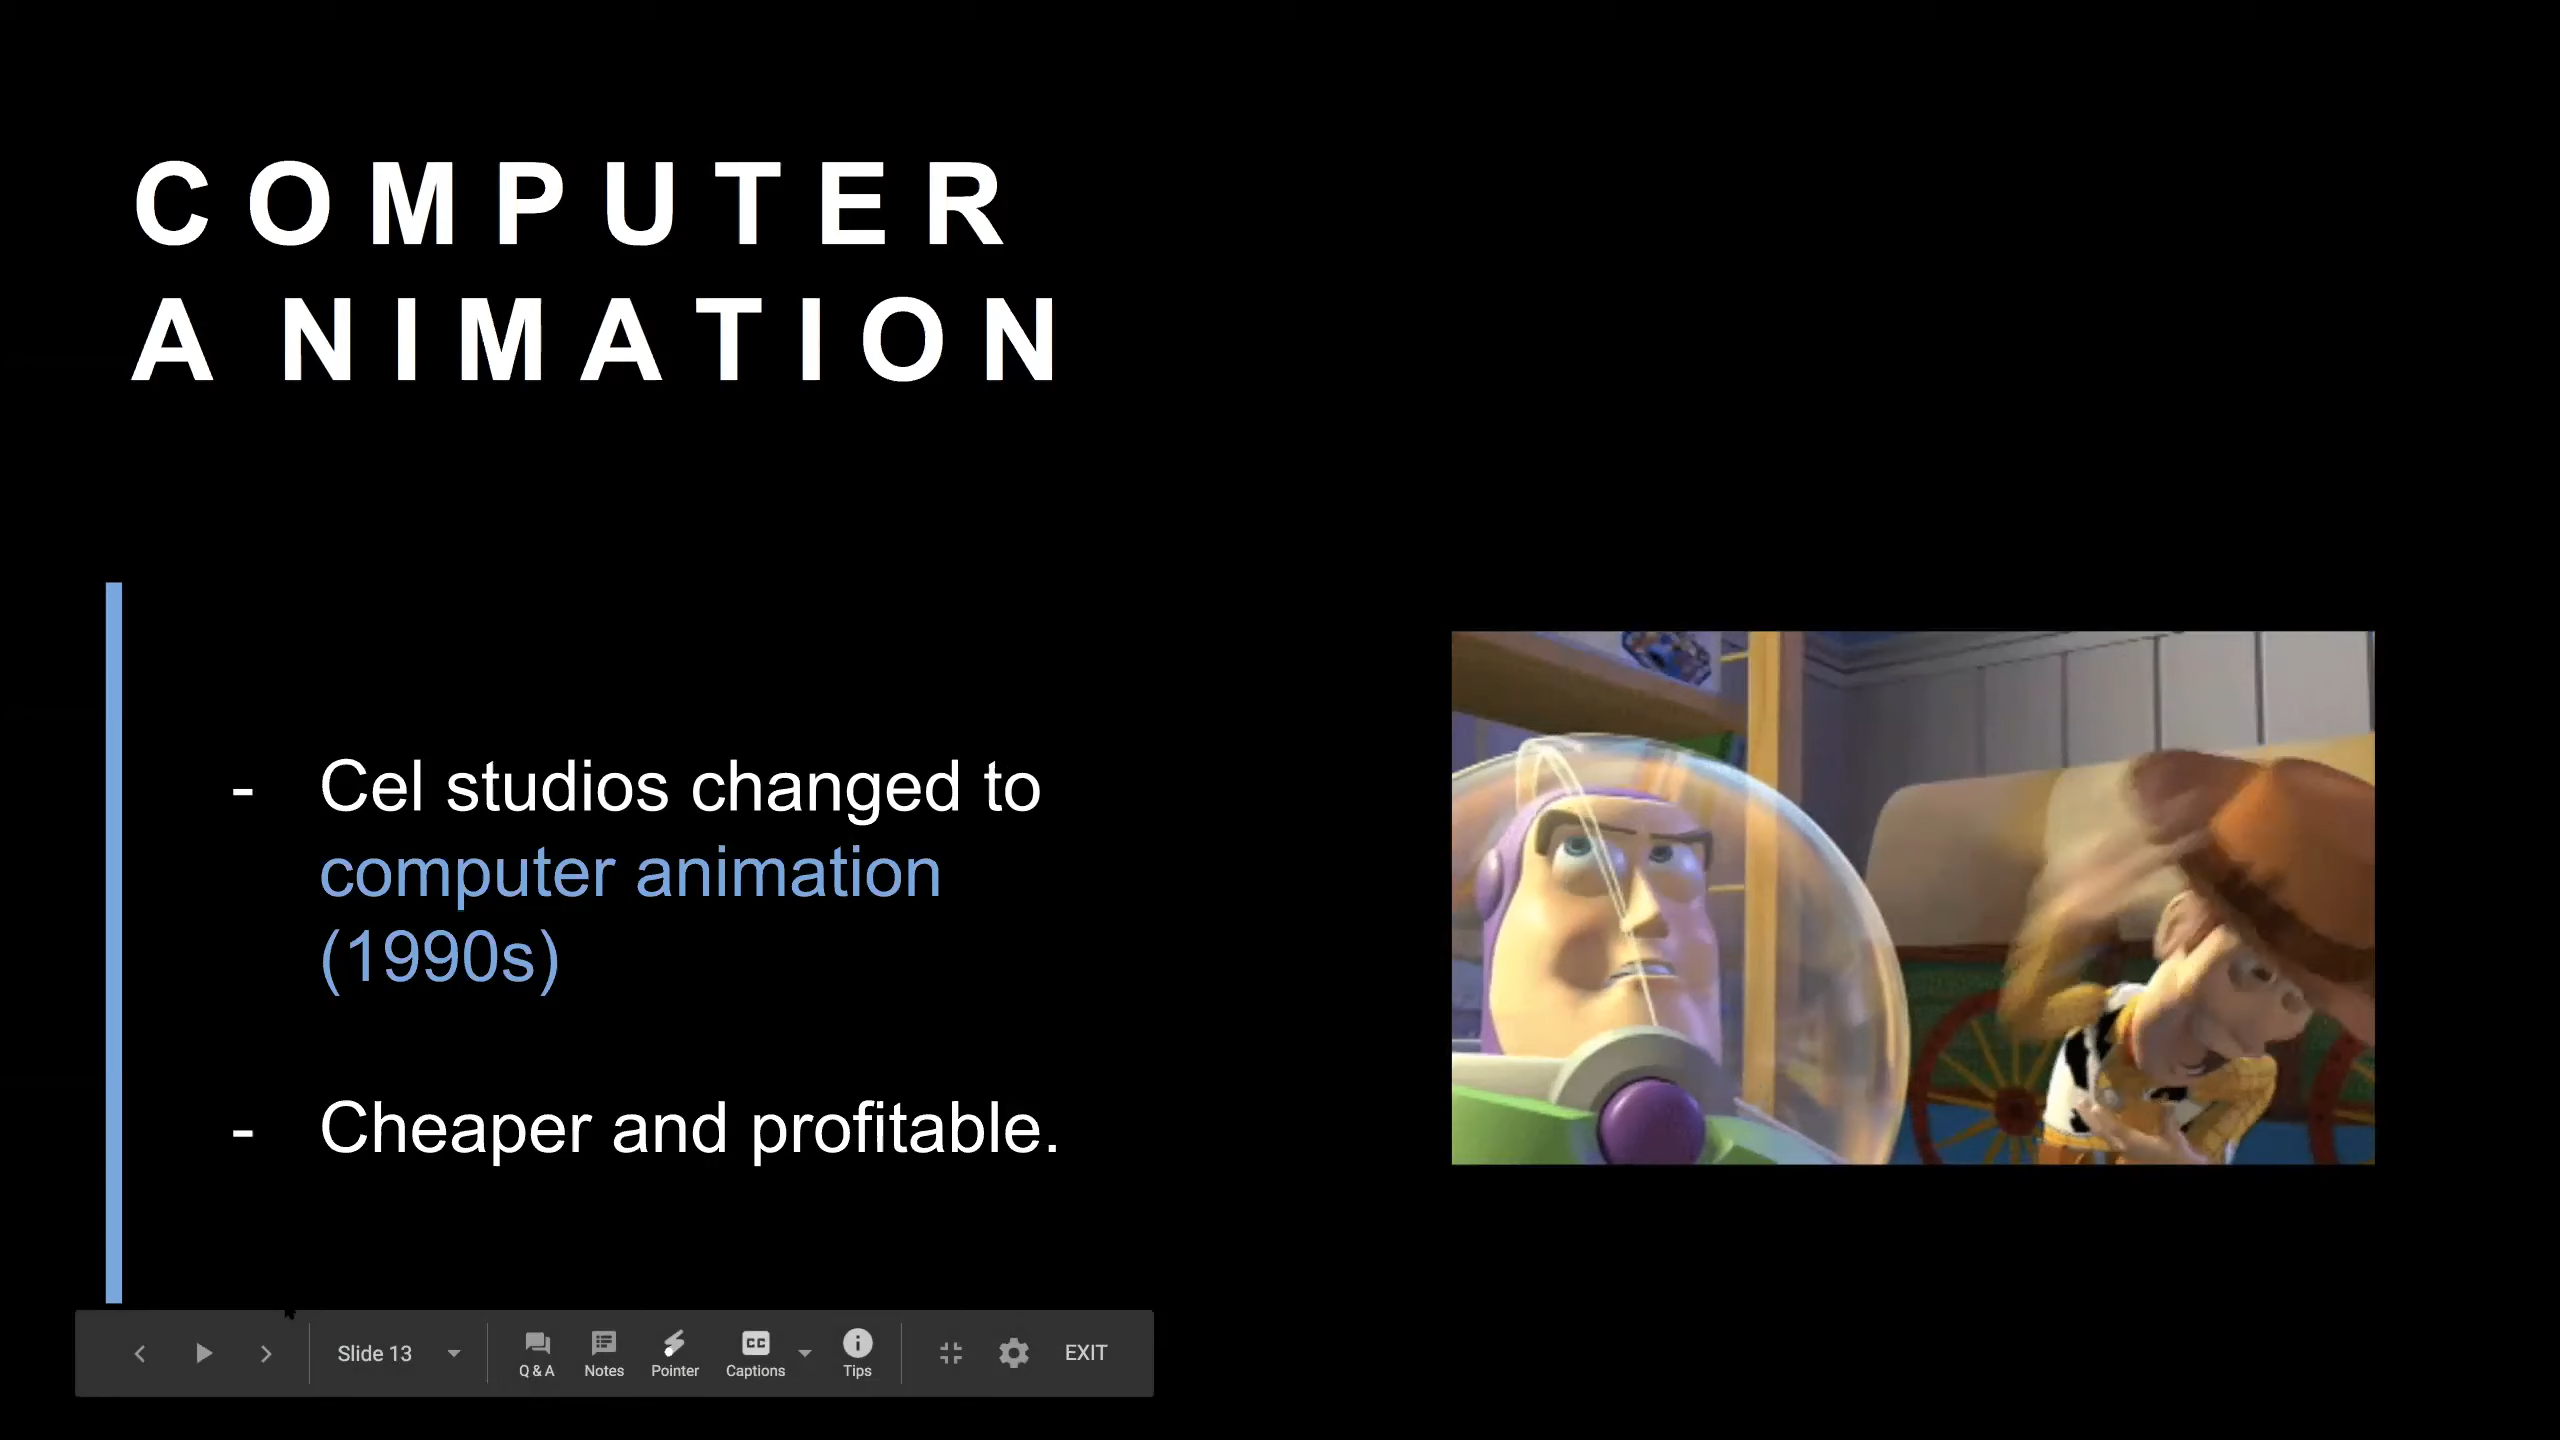 COMPUTER
ANIMATION
- Cel studios changed to
computer animation
(1990s)
- Cheaper and profitable.
Slide 13
Q & A
Notes
Pointer
CC
Captions
Tips
EXIT